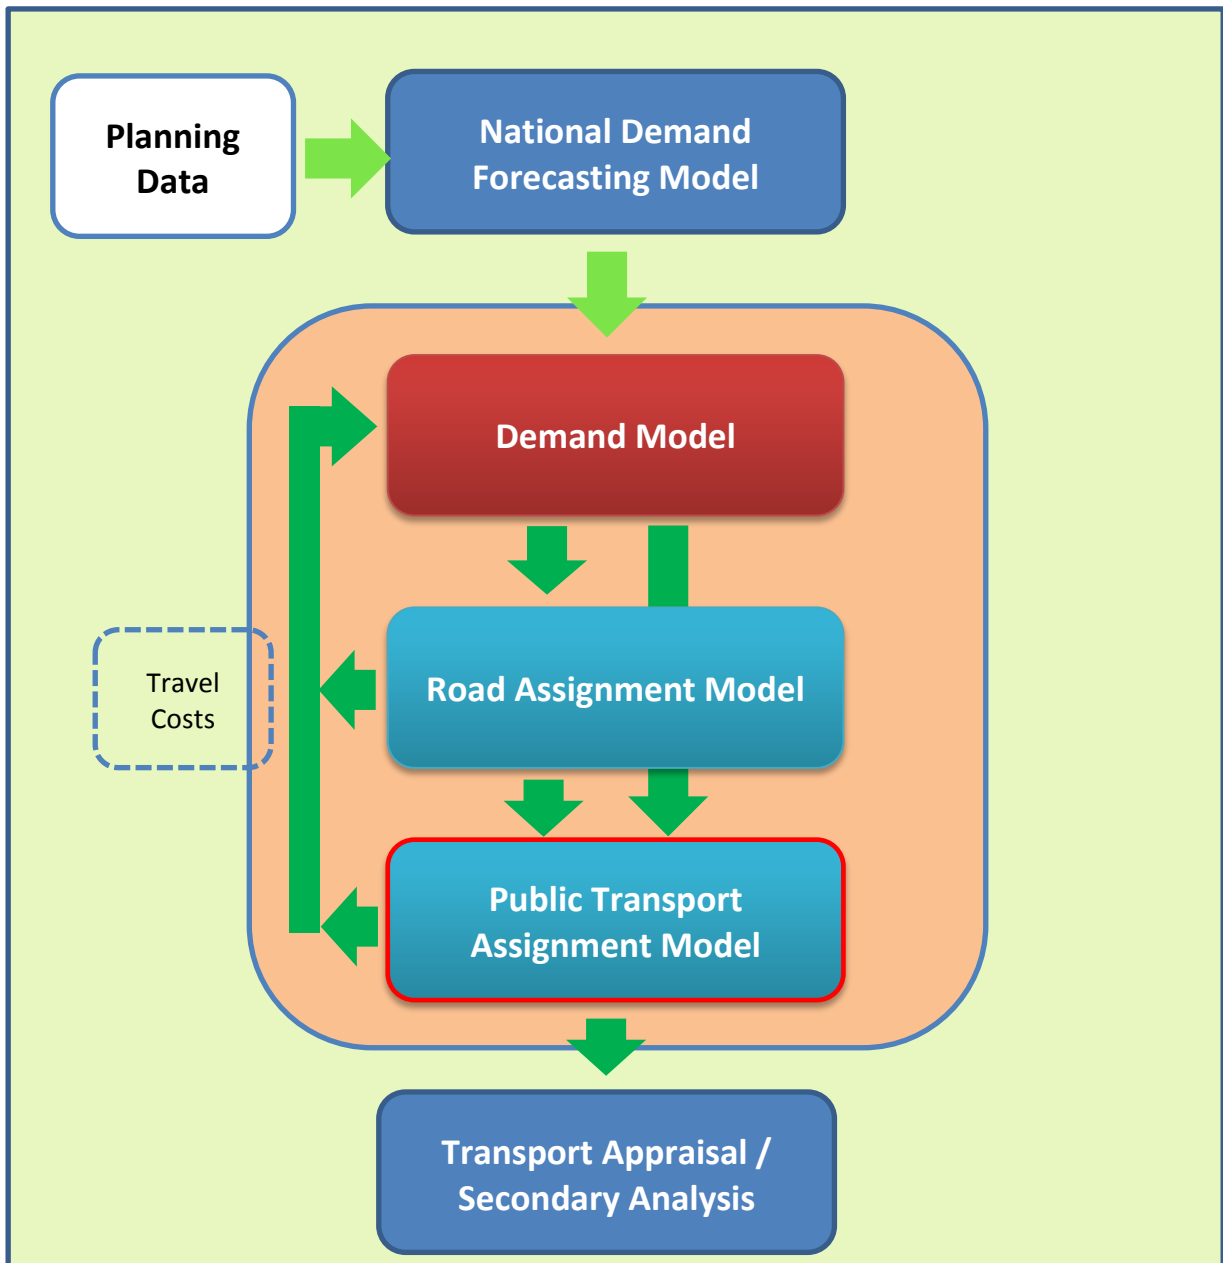 Planning
Data
National Demand
Forecasting Model
Demand Model
Road Assignment Model
Travel
Costs
Public Transport
Assignment Model
Transport Appraisal /
Secondary Analysis